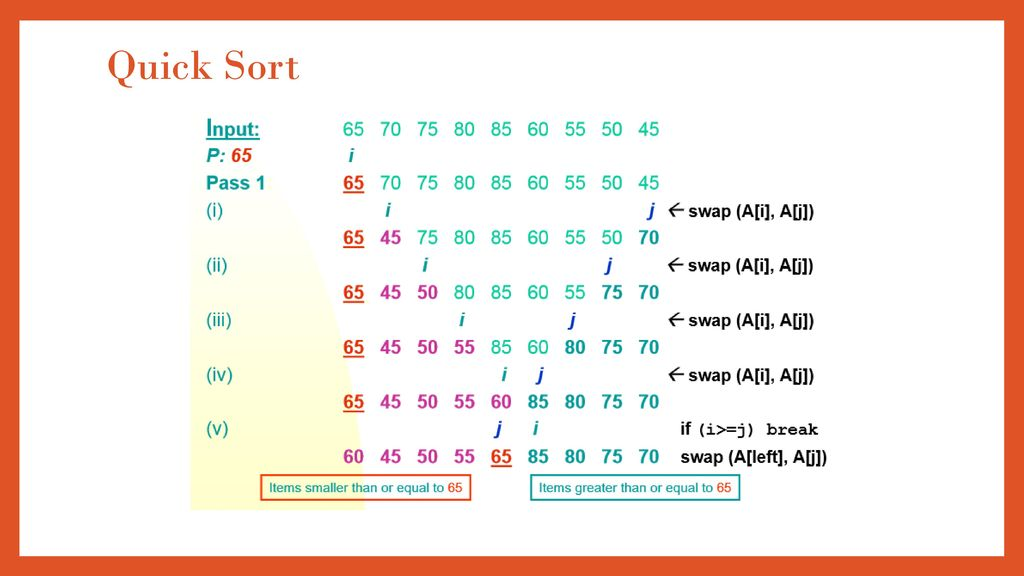 Quick Sort
Input: 65 70 75 80 85 60 55 50 45
P: 65 i
Pass 1 65 70 75 80 85 60 55 50 45
(i) i j ← swap (A[i], A[j])
65 45 75 80 85 60 55 50 70
(ii) i j ← swap (A[i], A[j])
65 45 50 80 85 60 55 75 70
(iii) i j ← swap (A[i], A[j])
65 45 50 55 85 60 80 75 70
(iv) i j ← swap (A[i], A[j])
65 45 50 55 60 85 80 75 70
(v) j i if (i>=j) break
60 45 50 55 65 85 80 75 70 swap (A[left], A[j])
Items smaller than or equal to 65 Items greater than or equal to 65